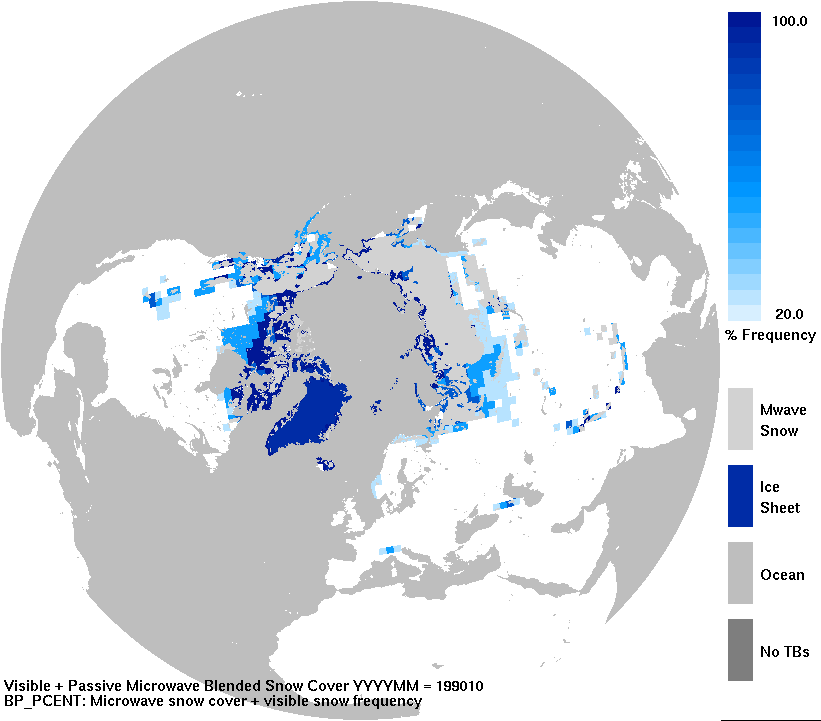 100.0
20.0
% Frequency
Mwave
Snow
Ice
Sheet
Ocean
No TBs
Visible + Passive Microwave Blended Snow Cover YYYYMM = 199010
BP_PCENT: Microwave snow cover + visible snow frequency